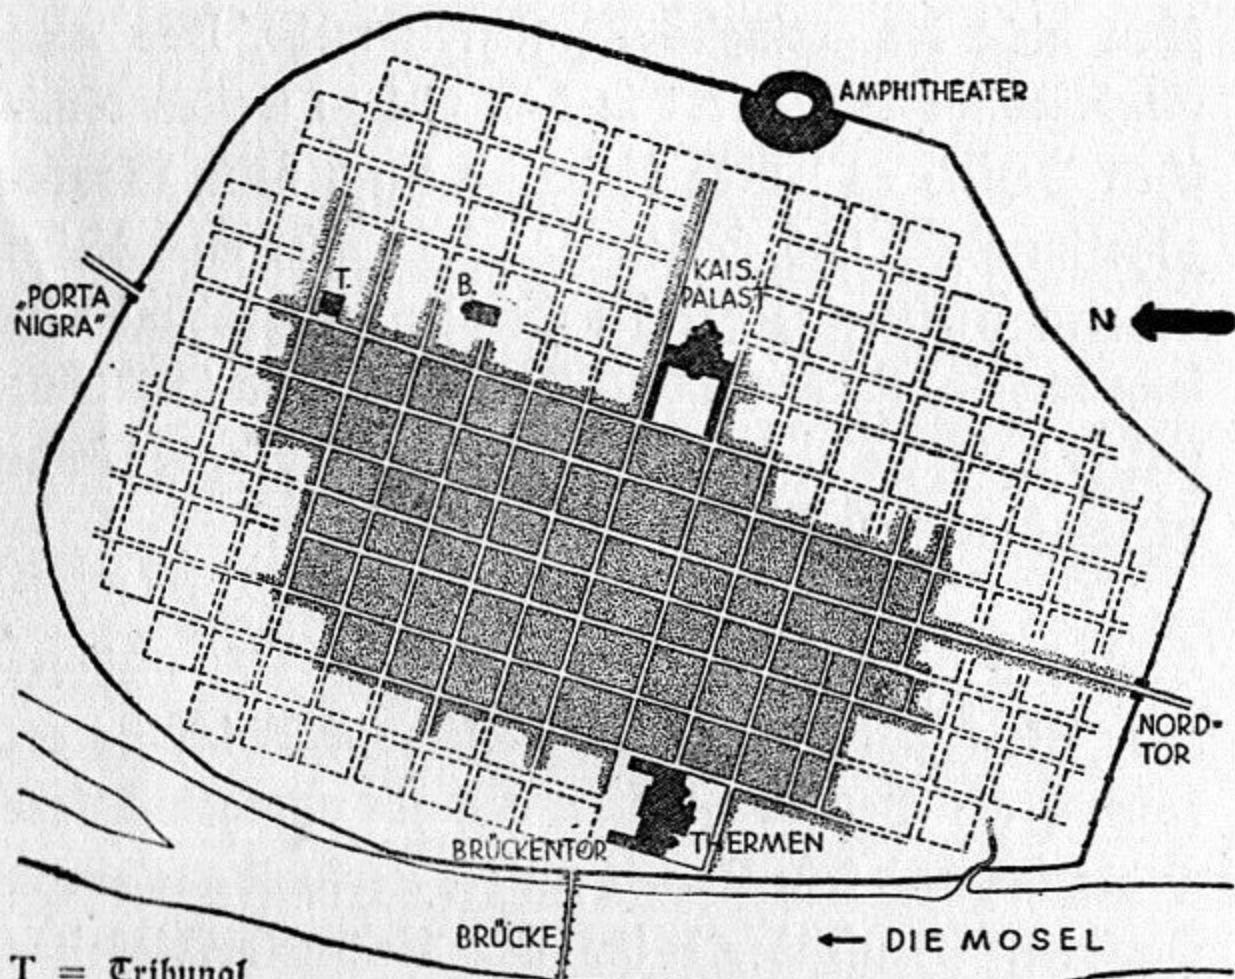 AMPHITHEATER
„PORTA
NIGRA"
T.
B.
KAIS.
PALAST
N
NORD-
TOR
BRÜCKENTOR
THERMEN
BRÜCKE
← DIE MOSEL
T = Tribunal